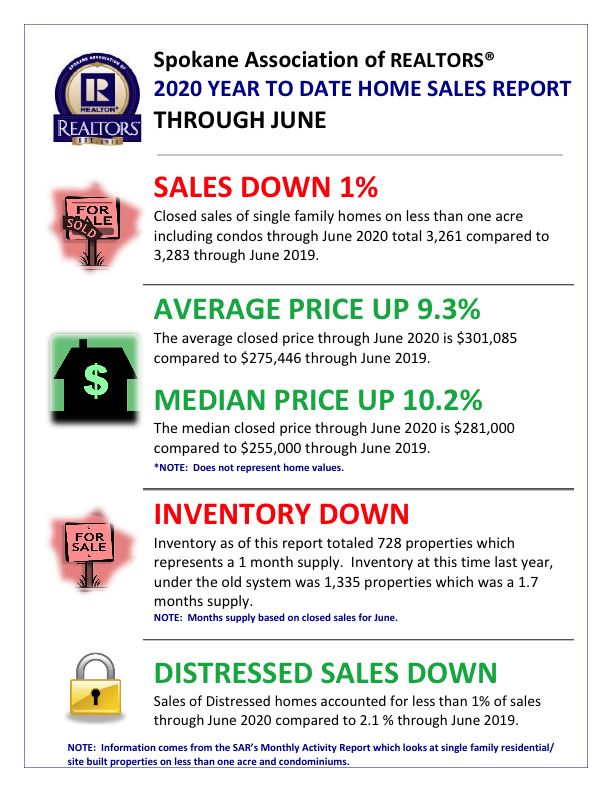 Spokane Association of REALTORS®
2020 YEAR TO DATE HOME SALES REPORT
THROUGH JUNE
SPOKANE ASSOCIATION OF
R
REALTOR®
REALTORS®
EST. 1911
SALES DOWN 1%
Closed sales of single family homes on less than one acre
including condos through June 2020 total 3,261 compared to
3,283 through June 2019.
FOR
SALE
SOLD
AVERAGE PRICE UP 9.3%
The average closed price through June 2020 is $301,085
compared to $275,446 through June 2019.
$
MEDIAN PRICE UP 10.2%
The median closed price through June 2020 is $281,000
compared to $255,000 through June 2019.
*NOTE:  Does not represent home values.
INVENTORY DOWN
Inventory as of this report totaled 728 properties which
represents a 1 month supply.  Inventory at this time last year,
under the old system was 1,335 properties which was a 1.7
months supply.
NOTE:  Months supply based on closed sales for June.
FOR
SALE
DISTRESSED SALES DOWN
Sales of Distressed homes accounted for less than 1% of sales
through June 2020 compared to 2.1 % through June 2019.
NOTE:  Information comes from the SAR’s Monthly Activity Report which looks at single family residential/
site built properties on less than one acre and condominiums.